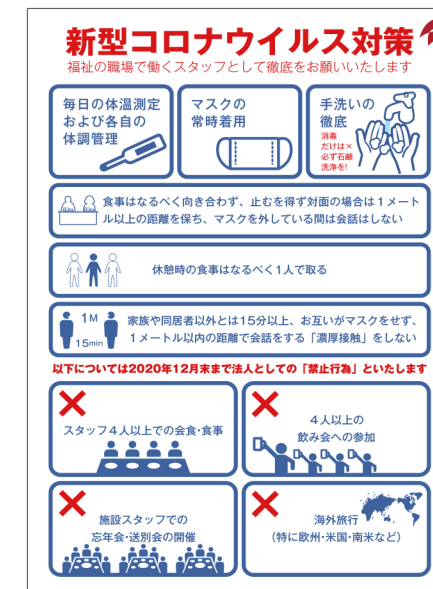 新型コロナウイルス対策
福祉の職場で働くスタッフとして徹底をお願いいたします
毎日の体温測定
および各自の
体調管理
マスクの
常時着用
手洗いの
徹底
消毒
だけは×
必ず石鹸
洗浄を!
食事はなるべく向き合わず、止むを得ず対面の場合は1メート
ル以上の距離を保ち、マスクを外している間は会話はしない
休憩時の食事はなるべく1人で取る
1M
15min
家族や同居者以外とは15分以上、お互いがマスクをせず、
1メートル以内の距離で会話をする「濃厚接触」をしない
以下については2020年12月末まで法人としての「禁止行為」といたします
スタッフ4人以上での会食・食事
4人以上の
飲み会への参加
施設スタッフでの
忘年会・送別会の開催
海外旅行
(特に欧州・米国・南米など)